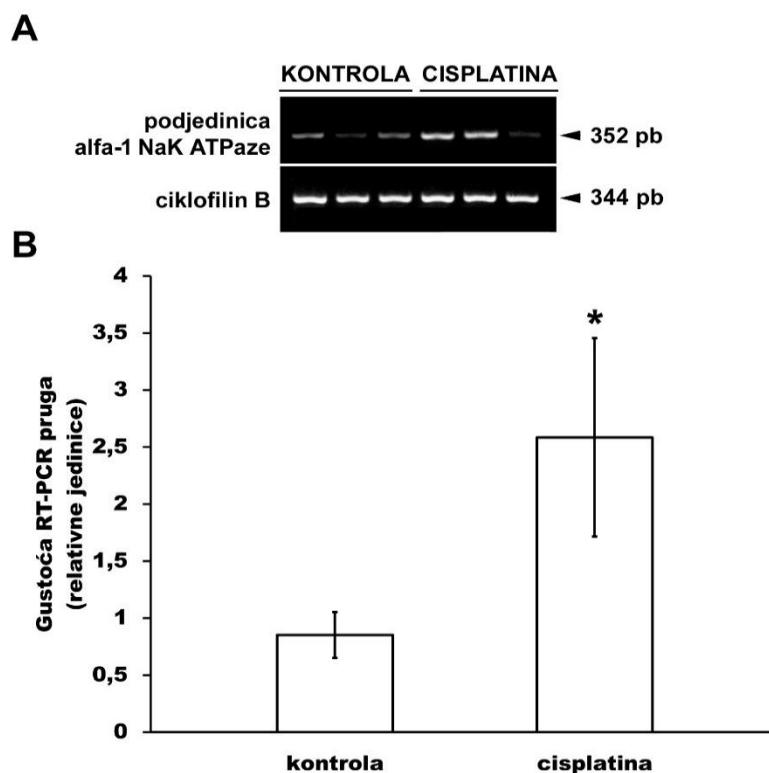 A
KONTROLA CISPLATINA
podjedinica
alfa-1 NaK ATPaze
352 pb
ciklofilin B
344 pb
B
Gustoća RT-PCR pruga
(relativne jedinice)
4
3,5
3
2,5
2
1,5
1
0,5
0
*
kontrola cisplatina